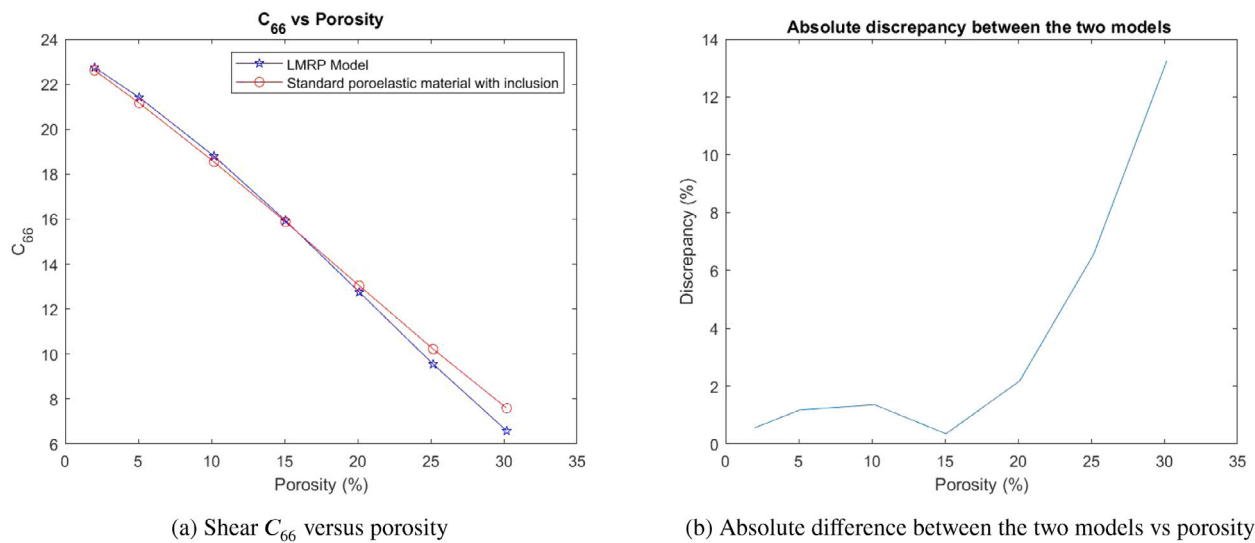 C66 vs Porosity
24
22
20
18
16
14
12
10
8
6
C66
0 5 10 15 20 25 30 35
Porosity (%)
LMRP Model
Standard poroelastic material with inclusion
(a) Shear C66 versus porosity
Absolute discrepancy between the two models
14
12
10
8
6
4
2
0
Discrepancy (%)
0 5 10 15 20 25 30 35
Porosity (%)
(b) Absolute difference between the two models vs porosity